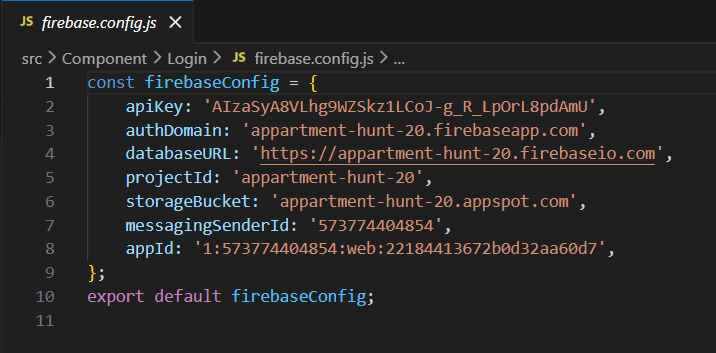 JS firebase.config.js ×
src > Component > Login > JS firebase.config.js > ...
1 const firebaseConfig = {
2 apiKey: 'AIzaSyA8VLhg9WZSkz1LCoJ-g_R_LpOrL8pdAmU',
3 authDomain: 'appartment-hunt-20.firebaseapp.com',
4 databaseURL: 'https://appartment-hunt-20.firebaseio.com',
5 projectId: 'appartment-hunt-20',
6 storageBucket: 'appartment-hunt-20.appspot.com',
7 messagingSenderId: '573774404854',
8 appId: '1:573774404854:web:22184413672b0d32aa60d7',
9 };
10 export default firebaseConfig;
11